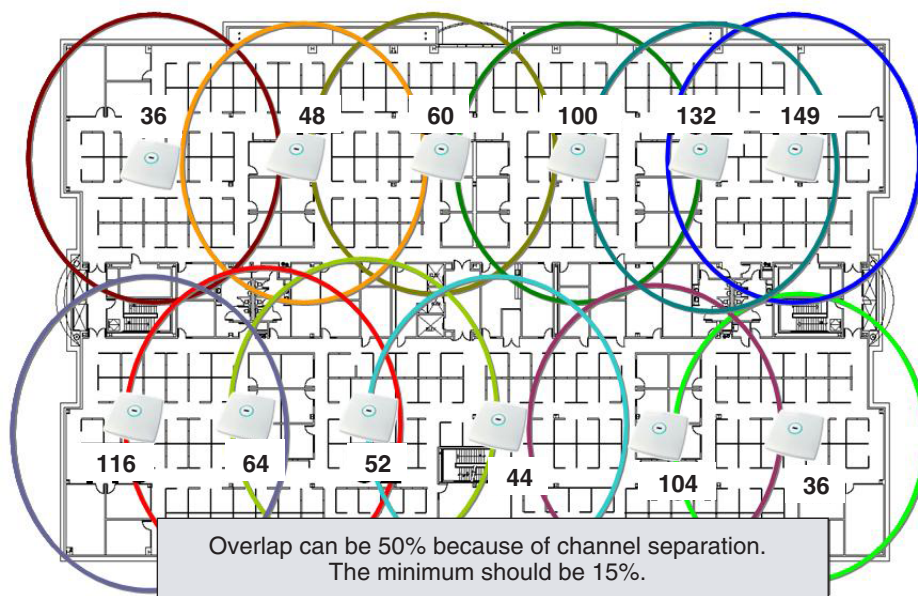 36 48 60 100 132 149
116 64 52 44 104 36
Overlap can be 50% because of channel separation.
The minimum should be 15%.